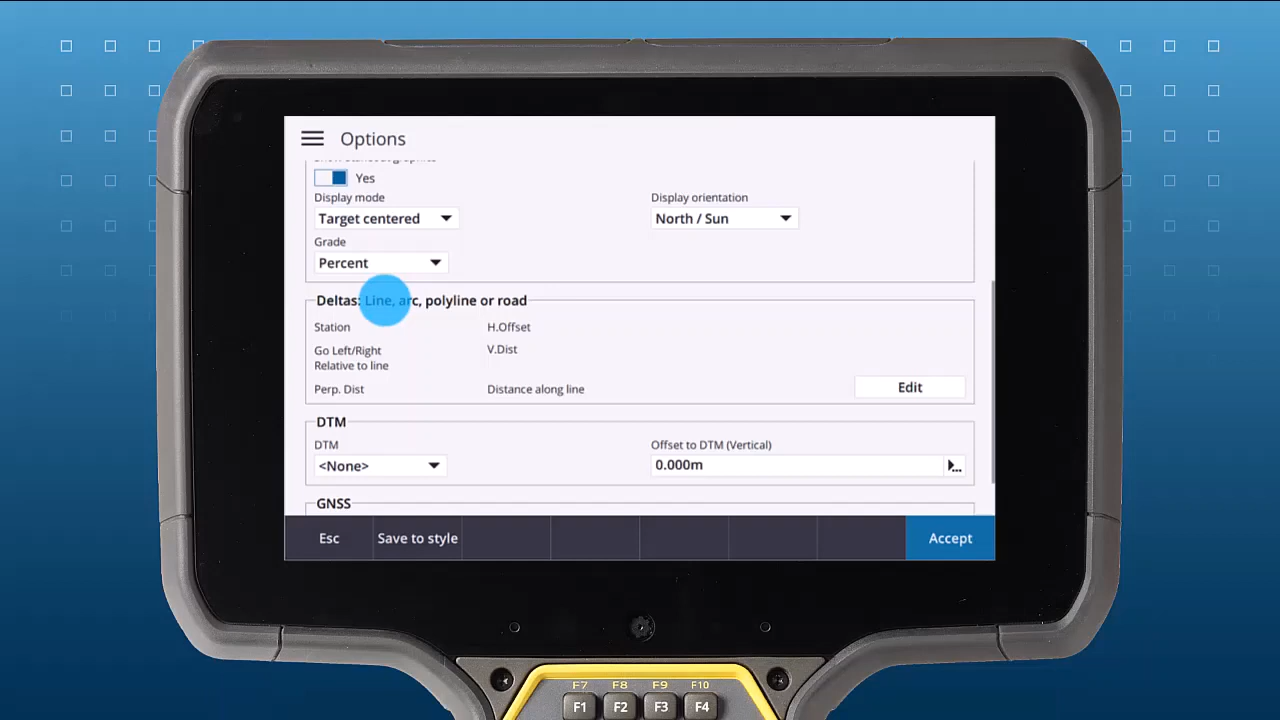 Options
Yes
Display mode
Display orientation
Target centered
North / Sun
Grade
Percent
Deltas: Line, arc, polyline or road
Station
H.Offset
Go Left/Right
Relative to line
V.Dist
Perp. Dist
Distance along line
Edit
DTM
DTM
Offset to DTM (Vertical)
<None>
0.000m
GNSS
Esc
Save to style
Accept
F7 F8 F9 F10
F1 F2 F3 F4